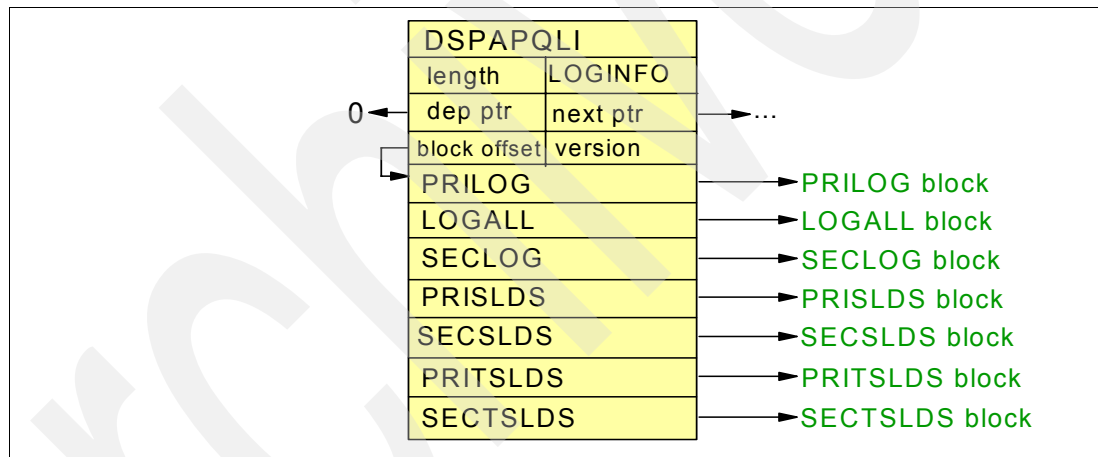 DSPAPQLI
length LOGINFO
0 dep ptr next ptr ...
block offset version
PRILOG PRILOG block
LOGALL LOGALL block
SECLOG SECLOG block
PRISLDS PRISLDS block
SECSLDS SECSLDS block
PRITSLDS PRITSLDS block
SECTSLDS SECTSLDS block